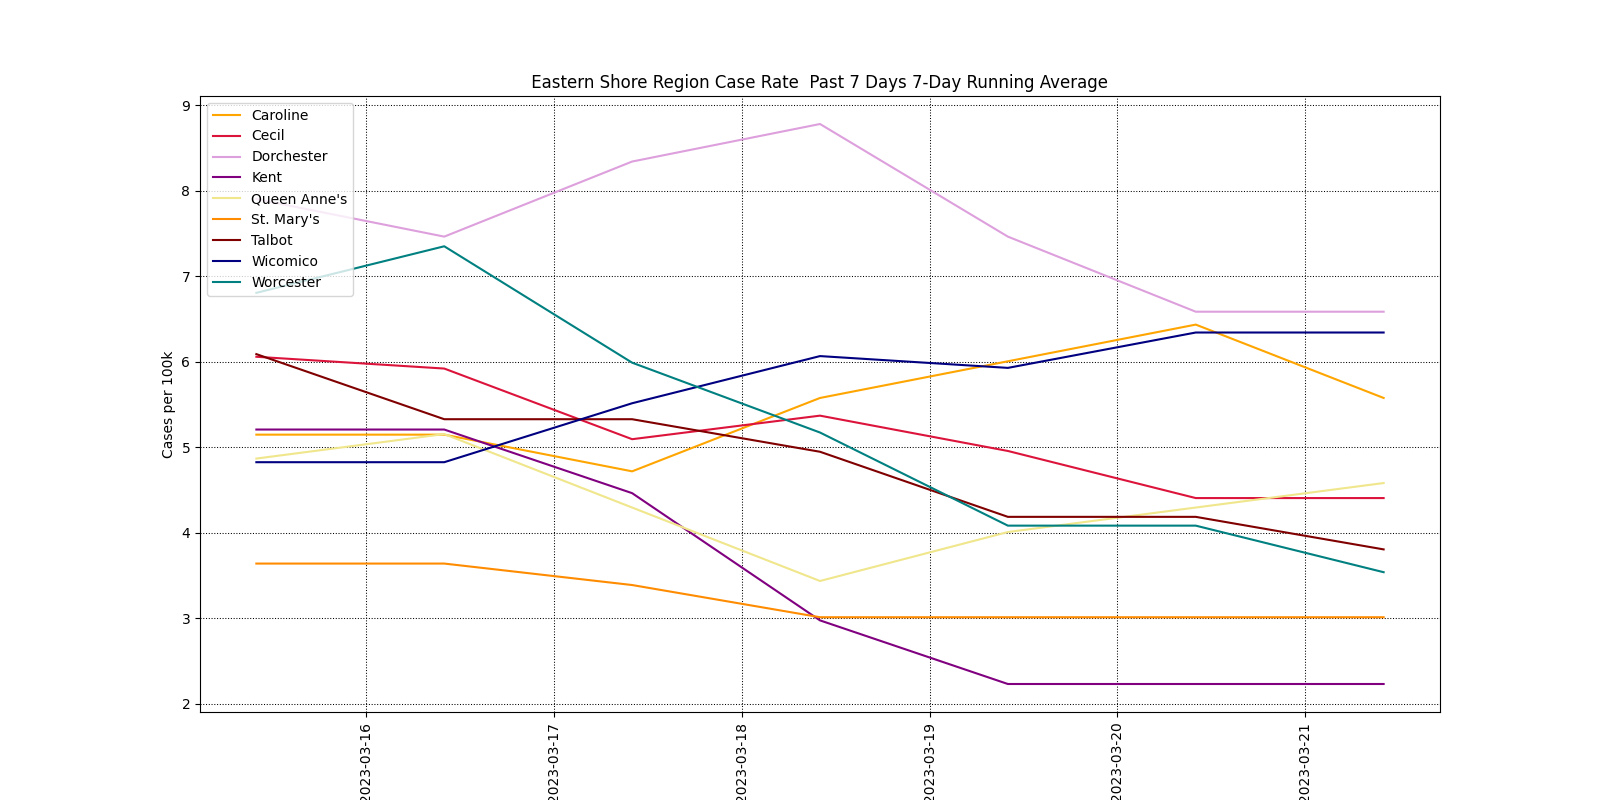 Eastern Shore Region Case Rate  Past 7 Days 7-Day Running Average
Cases per 100k
9
8
7
6
5
4
3
2
Caroline
Cecil
Dorchester
Kent
Queen Anne's
St. Mary's
Talbot
Wicomico
Worcester
2023-03-16
2023-03-17
2023-03-18
2023-03-19
2023-03-20
2023-03-21